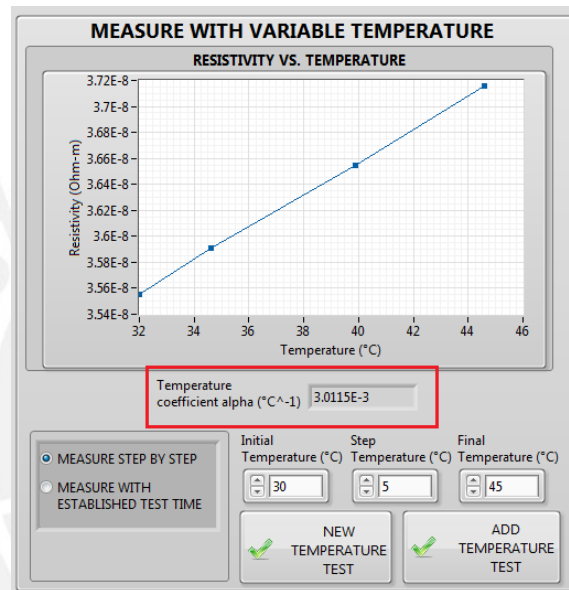 MEASURE WITH VARIABLE TEMPERATURE
RESISTIVITY VS. TEMPERATURE
3.72E-8
3.7E-8
3.68E-8
3.66E-8
3.64E-8
3.62E-8
3.6E-8
3.58E-8
3.56E-8
3.54E-8
Resistivity (Ohm-m)
32 34 36 38 40 42 44 46
Temperature (°C)
Temperature
coefficient alpha (°C^-1) 3.0115E-3
MEASURE STEP BY STEP
MEASURE WITH
ESTABLISHED TEST TIME
Initial
Temperature (°C)
30
Step
Temperature (°C)
5
Final
Temperature (°C)
45
NEW
TEMPERATURE
TEST
ADD
TEMPERATURE
TEST